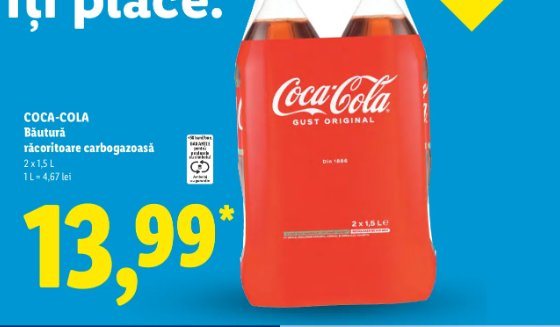 îți place.
COCA-COLA
Băutură
răcoritoare carbogazoasă
2 x 1,5 L
1 L = 4,67 lei
13,99*
Coca-Cola
GUST ORIGINAL
Din 1886
2 x 1,5 L e